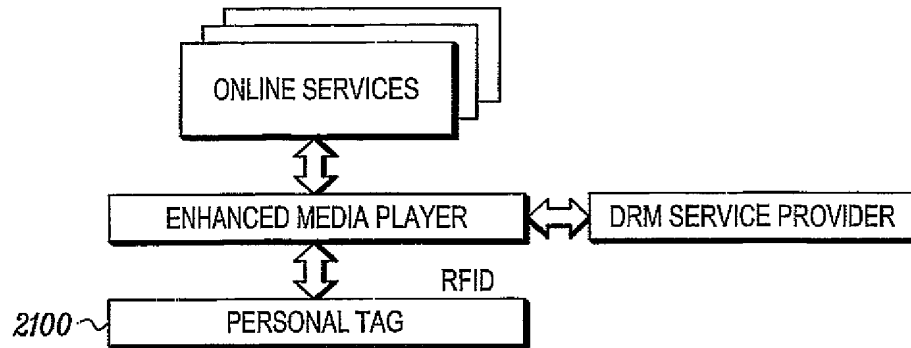 ONLINE SERVICES
ENHANCED MEDIA PLAYER
DRM SERVICE PROVIDER
RFID
2100
PERSONAL TAG